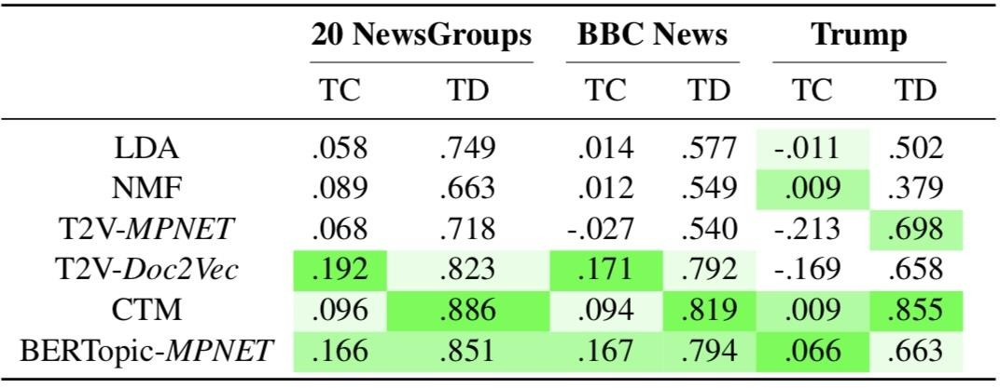 20 NewsGroups BBC News Trump
TC TD TC TD TC TD
LDA .058 .749 .014 .577 -.011 .502
NMF .089 .663 .012 .549 .009 .379
T2V-MPNET .068 .718 -.027 .540 -.213 .698
T2V-Doc2Vec .192 .823 .171 .792 -.169 .658
CTM .096 .886 .094 .819 .009 .855
BERTopic-MPNET .166 .851 .167 .794 .066 .663